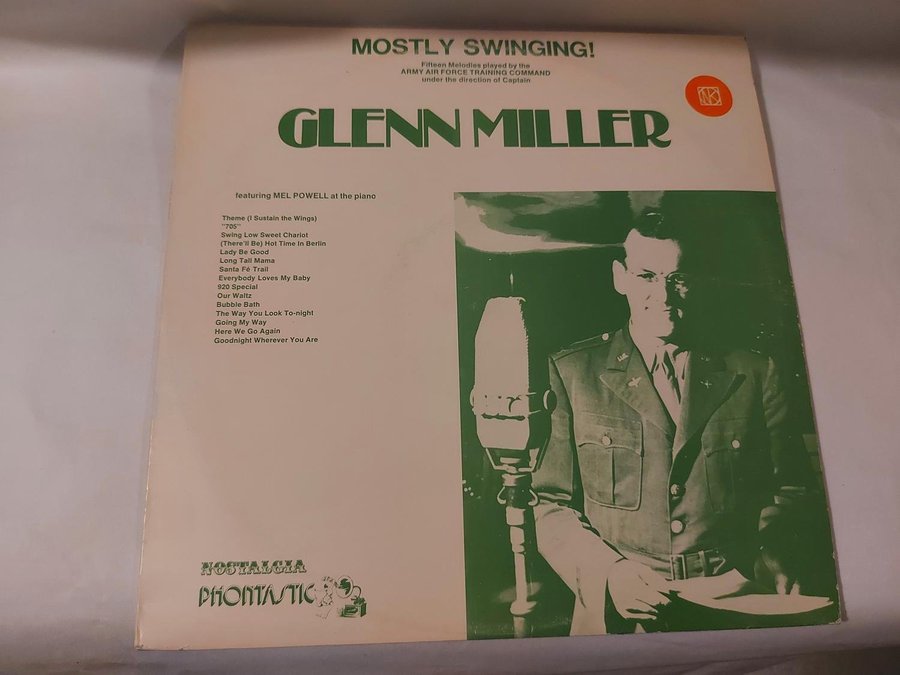 MOSTLY SWINGING!
Fifteen Melodies played by the
ARMY AIR FORCE TRAINING COMMAND
under the direction of Captain
NK
GLENN MILLER
featuring MEL POWELL at the piano
Theme (I Sustain the Wings)
"705"
Swing Low Sweet Chariot
(There'll Be) Hot Time In Berlin
Lady Be Good
Long Tall Mama
Santa Fé Trail
Everybody Loves My Baby
920 Special
Our Waltz
Bubble Bath
The Way You Look To-night
Going My Way
Here We Go Again
Goodnight Wherever You Are
NOSTALGIA
PHONTASTIC